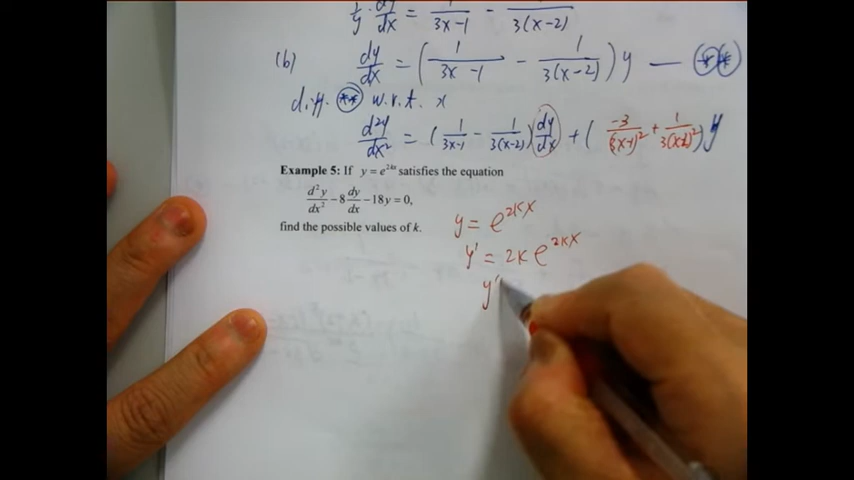 1/y · dy/dx = 1/(3x-1) - 1/(3(x-2))
(b) dy/dx = (1/(3x-1) - 1/(3(x-2))) y — (**)
diff. (**) w.r.t. x
d²y/dx² = (1/(3x-1) - 1/(3(x-2))) dy/dx + (-3/(3x-1)² + 1/(3(x-2)²)) y
Example 5: If y = e^{2kx} satisfies the equation
d²y/dx² - 8 dy/dx - 18y = 0,
find the possible values of k.
y = e^{2kx}
y' = 2k e^{2kx}
y'